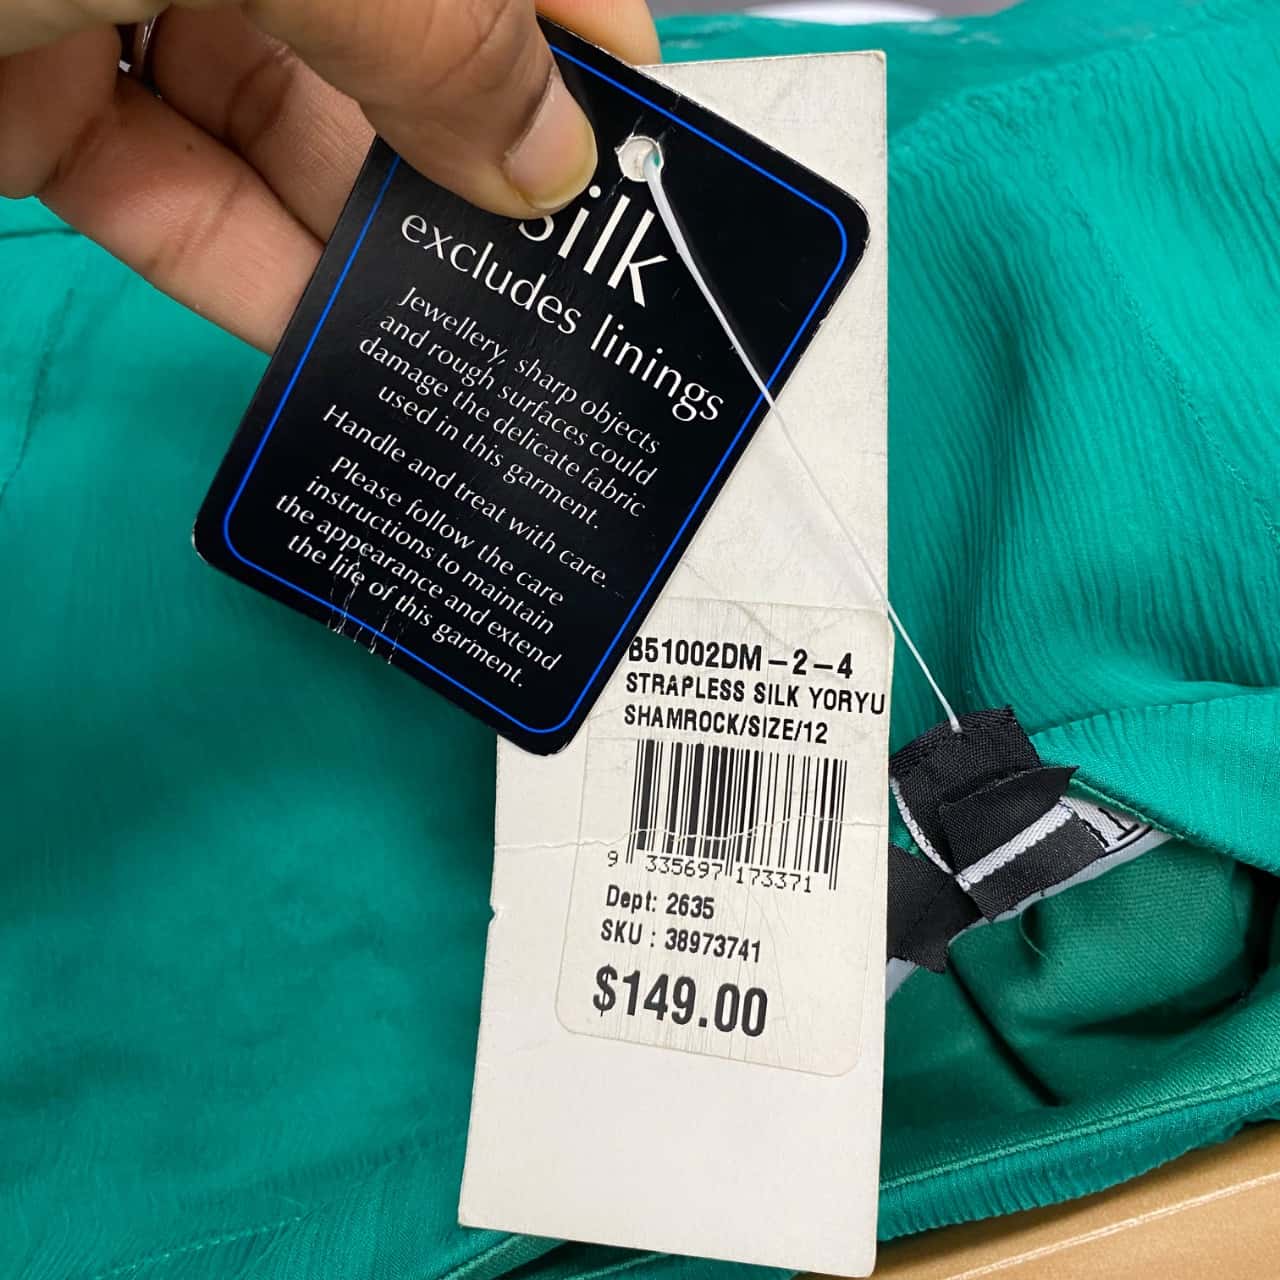 silk
excludes linings
Jewellery, sharp objects
and rough surfaces could
damage the delicate fabric
used in this garment.
Handle and treat with care.
Please follow the care
instructions to maintain
the appearance and extend
the life of this garment.
B51002DM-2-4
STRAPLESS SILK YORYU
SHAMROCK/SIZE/12
9 335697 173371
Dept: 2635
SKU : 38973741
$149.00